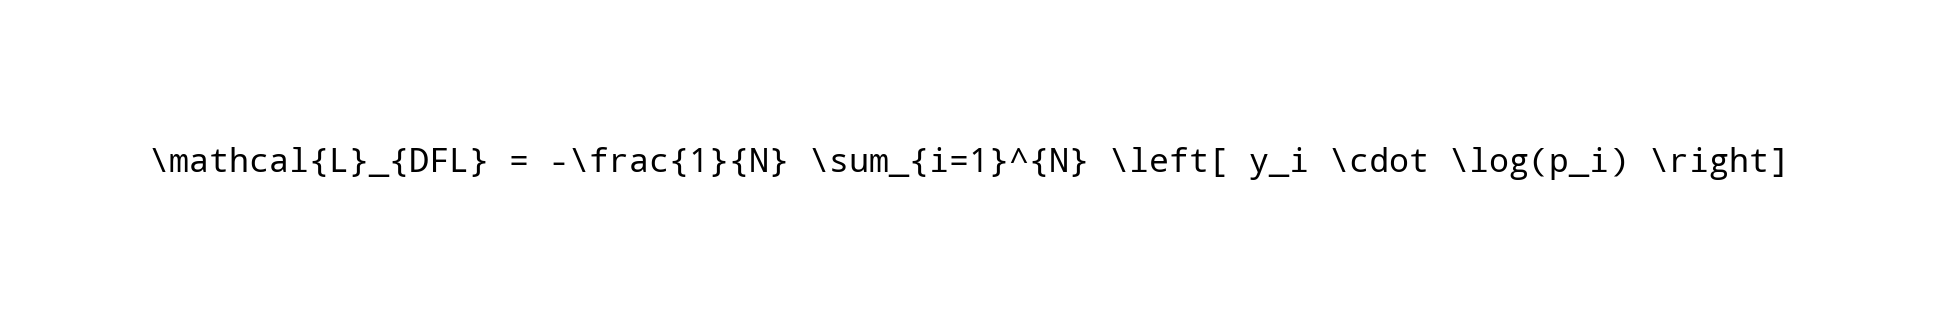 \mathcal{L}_{DFL} = -\frac{1}{N} \sum_{i=1}^{N} \left[ y_i \cdot \log(p_i) \right]